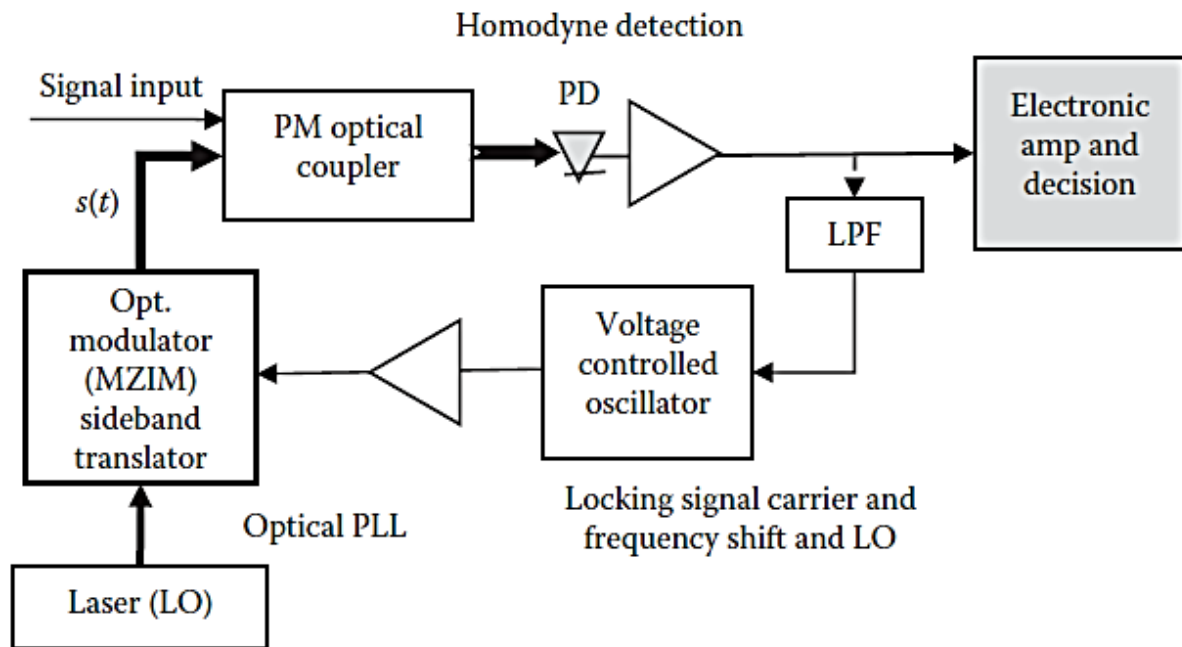 Homodyne detection
Signal input
PM optical
coupler
PD
Electronic
amp and
decision
s(t)
LPF
Opt.
modulator
(MZIM)
sideband
translator
Voltage
controlled
oscillator
Optical PLL
Locking signal carrier and
frequency shift and LO
Laser (LO)